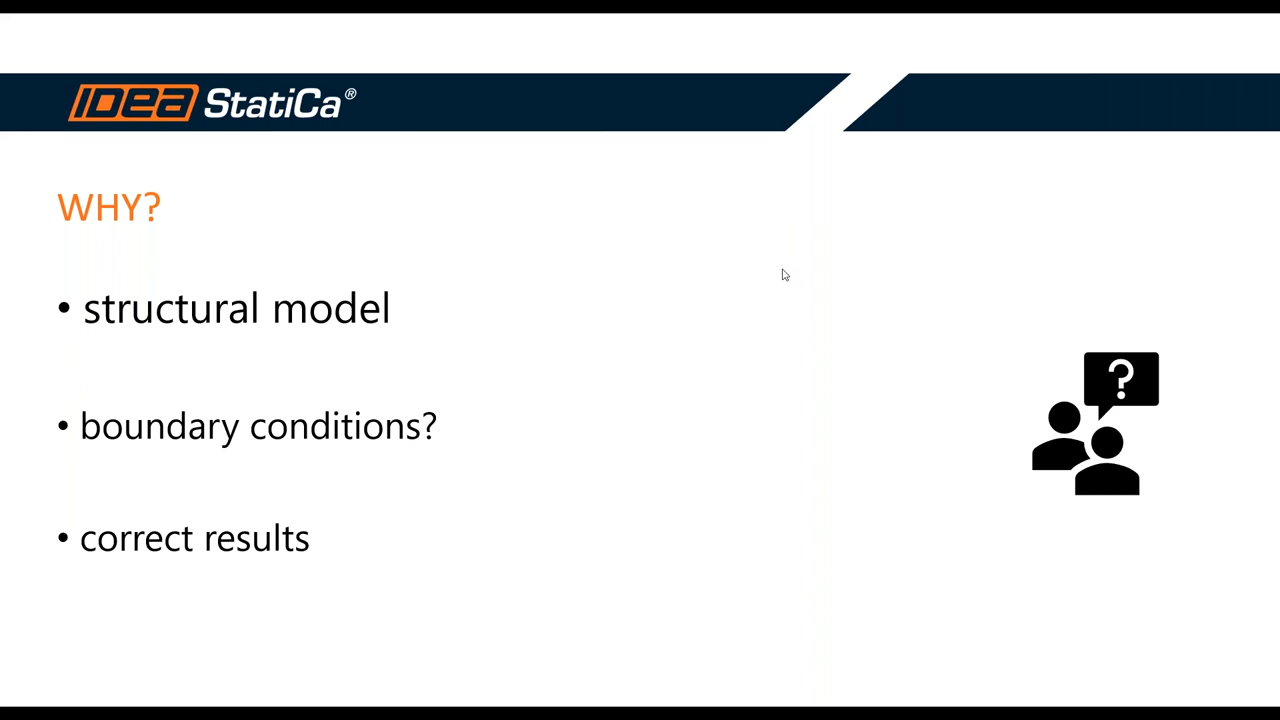 IDEA StatiCa®
WHY?
• structural model
• boundary conditions?
• correct results
?